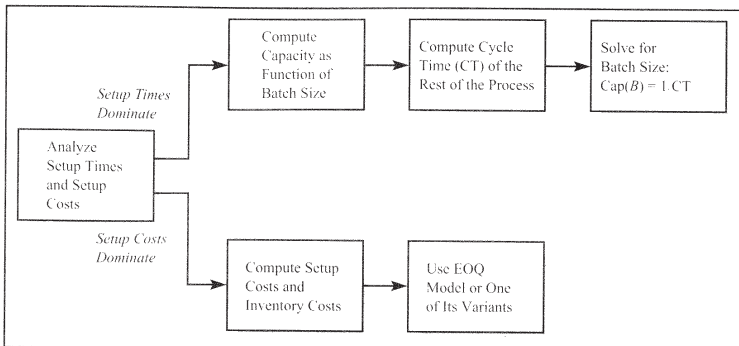 Analyze
Setup Times
and Setup
Costs
Setup Times
Dominate
Compute
Capacity as
Function of
Batch Size
Compute Cycle
Time (CT) of the
Rest of the Process
Solve for
Batch Size:
Cap(B) = 1/CT
Setup Costs
Dominate
Compute Setup
Costs and
Inventory Costs
Use EOQ
Model or One
of Its Variants